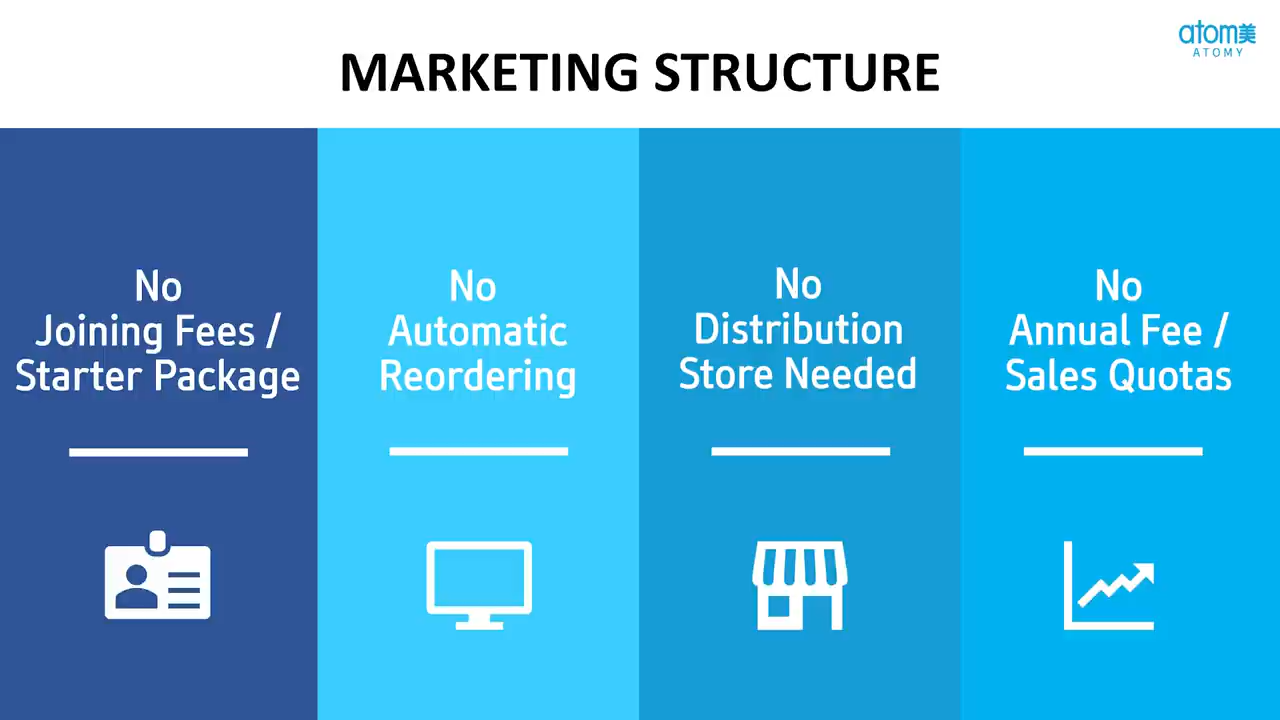 atom美
ATOMY
MARKETING STRUCTURE
No
Joining Fees /
Starter Package
No
Automatic
Reordering
No
Distribution
Store Needed
No
Annual Fee /
Sales Quotas